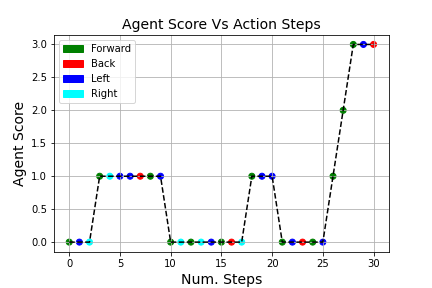 Agent Score Vs Action Steps
3.0
2.5
2.0
1.5
1.0
0.5
0.0
Agent Score
Forward
Back
Left
Right
0 5 10 15 20 25 30
Num. Steps